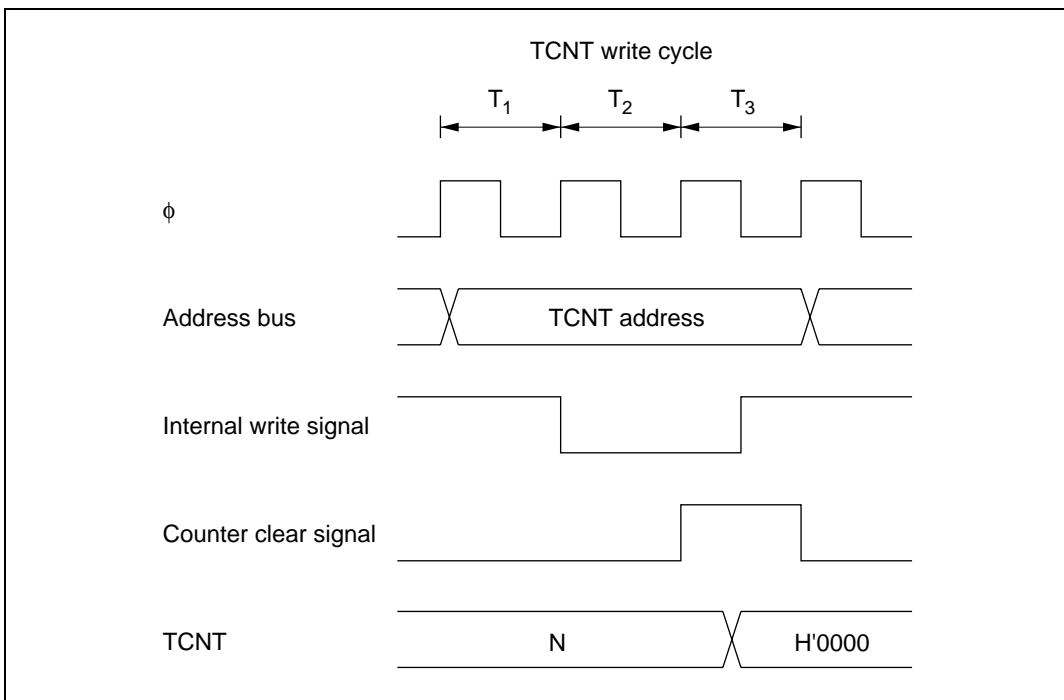 TCNT write cycle
T1 T2 T3
ϕ
Address bus TCNT address
Internal write signal
Counter clear signal
TCNT N H'0000